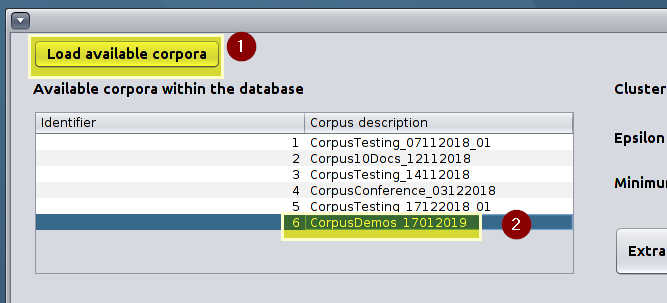 Load available corpora
1
Available corpora within the database
Cluster
Identifier Corpus description
Epsilon
1 CorpusTesting_07112018_01
2 Corpus10Docs_12112018
3 CorpusTesting_14112018
Minimu
4 CorpusConference_03122018
5 CorpusTesting_17122018_01
6 CorpusDemos_17012019
2
Extra